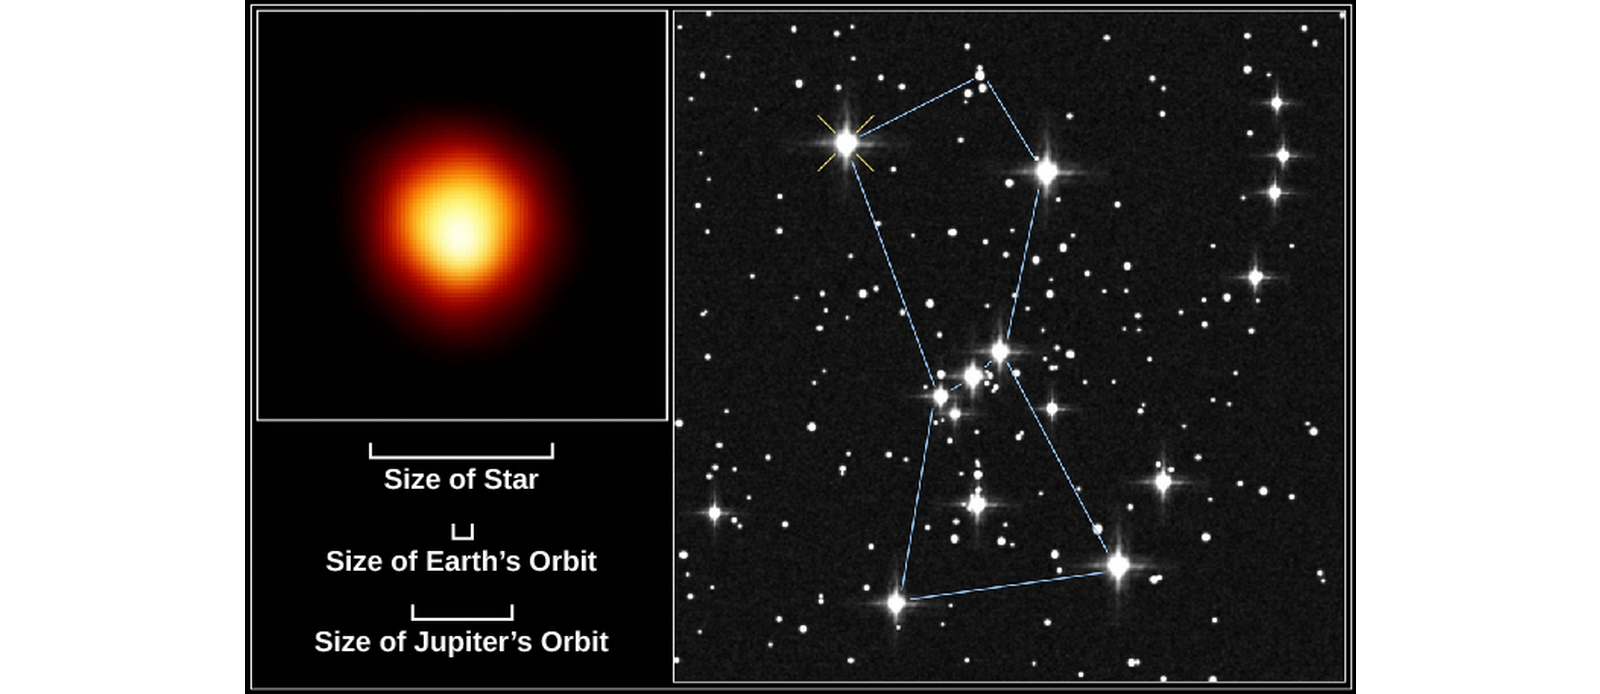 Size of Star
Size of Earth’s Orbit
Size of Jupiter’s Orbit